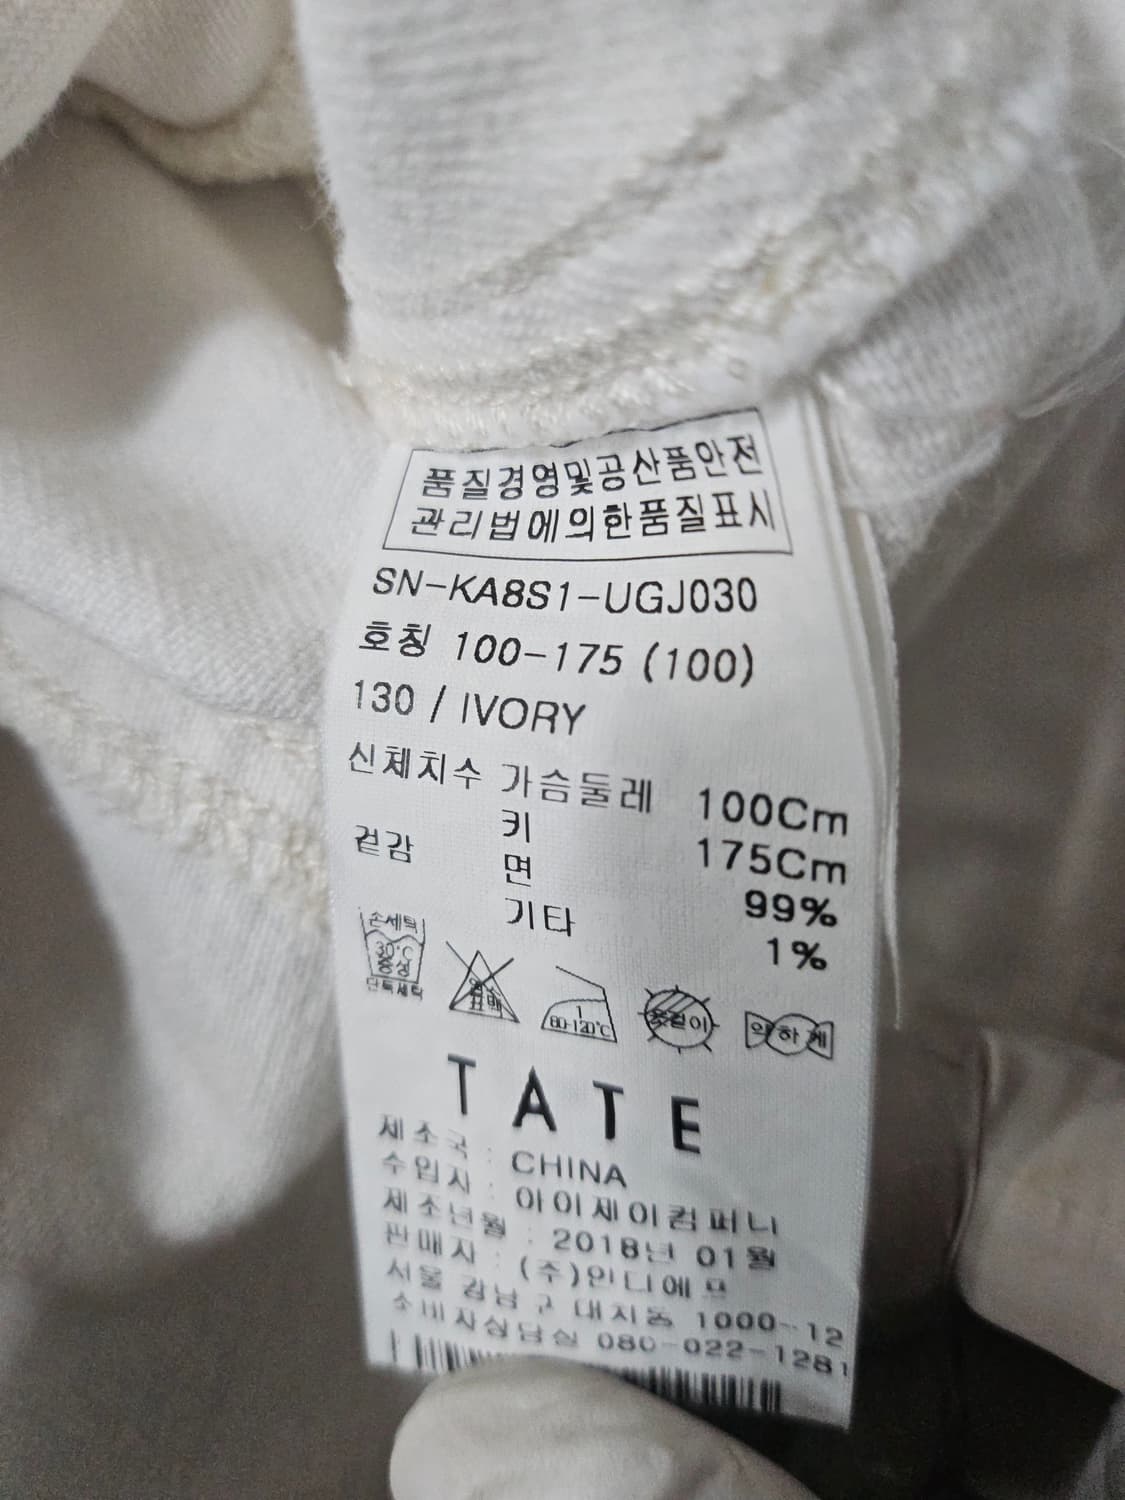 품질경영및공산품안전
관리법에의한품질표시
SN-KA8S1-UGJ030
호칭 100-175 (100)
130 / IVORY
신체치수 가슴둘레 100Cm
키 175Cm
겉감 면 99%
기타 1%
손세탁
30℃
중성
단독세탁
염소
표백
1
80-120℃
옷걸이
약하게
TATE
제조국 : CHINA
수입자 : 아이제이컴퍼니
제조년월 : 2018년 01월
판매자 : (주)인디에프
서울 강남구 대치동 1000-12
소비자상담실 080-022-1281